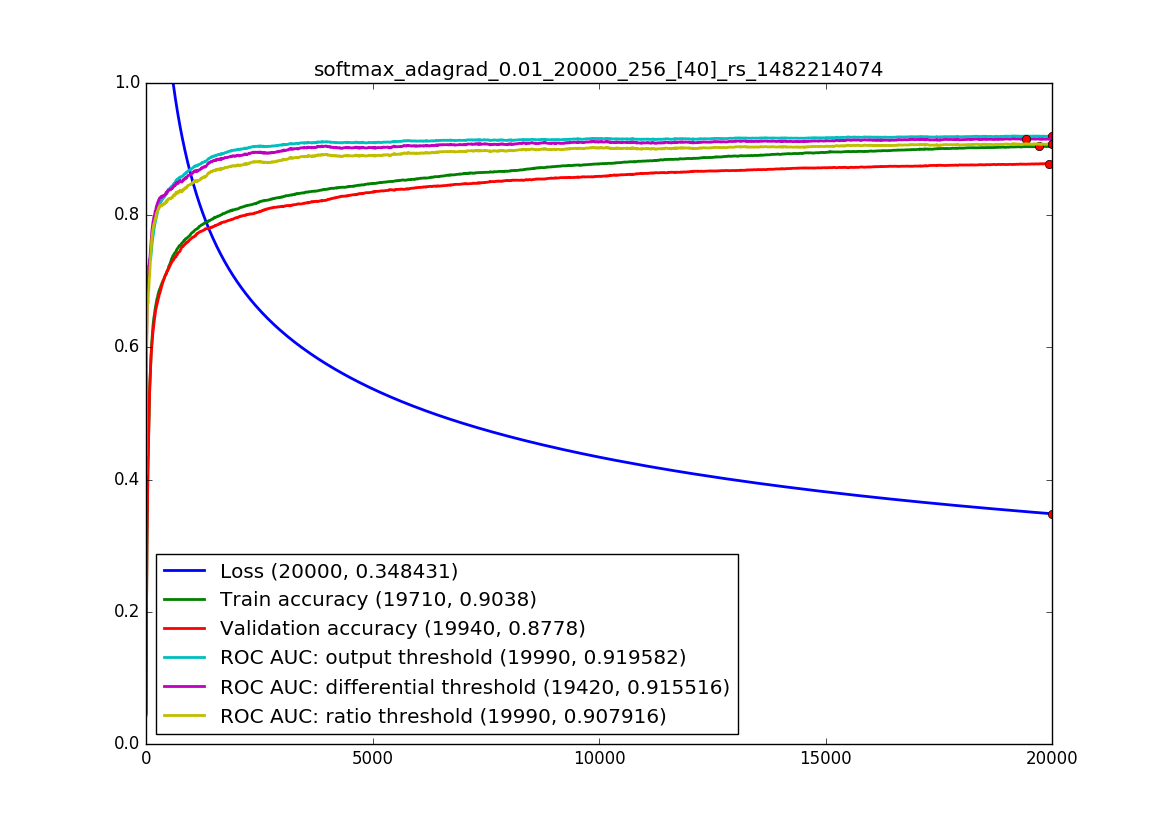 softmax_adagrad_0.01_20000_256_[40]_rs_1482214074
1.0
0.8
0.6
0.4
0.2
0.0
Loss (20000, 0.348431)
Train accuracy (19710, 0.9038)
Validation accuracy (19940, 0.8778)
ROC AUC: output threshold (19990, 0.919582)
ROC AUC: differential threshold (19420, 0.915516)
ROC AUC: ratio threshold (19990, 0.907916)
0 5000 10000 15000 20000